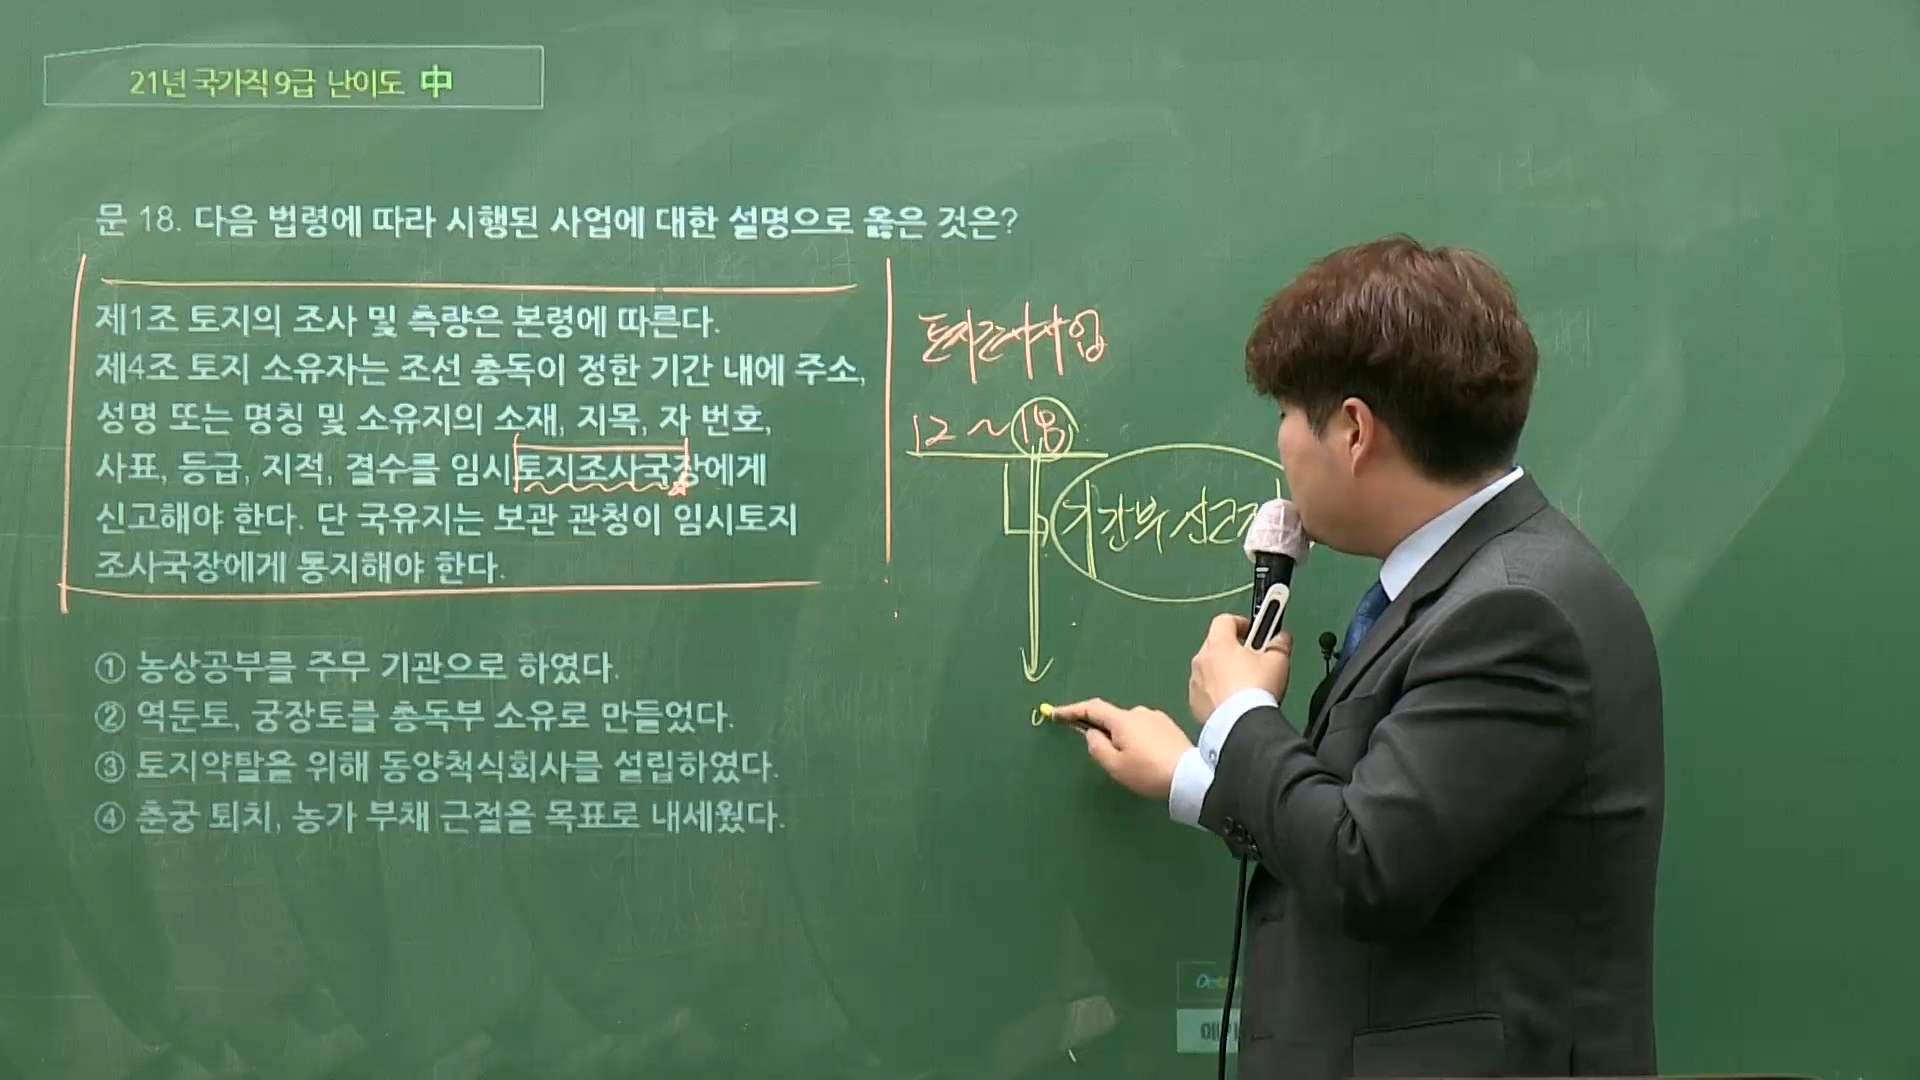 21년 국가직 9급 난이도 中
문 18. 다음 법령에 따라 시행된 사업에 대한 설명으로 옳은 것은?
제1조 토지의 조사 및 측량은 본령에 따른다.
제4조 토지 소유자는 조선 총독이 정한 기간 내에 주소,
성명 또는 명칭 및 소유지의 소재, 지목, 자 번호,
사표, 등급, 지적, 결수를 임시토지조사국장에게
신고해야 한다. 단 국유지는 보관 관청이 임시토지
조사국장에게 통지해야 한다.
① 농상공부를 주무 기관으로 하였다.
② 역둔토, 궁장토를 총독부 소유로 만들었다.
③ 토지약탈을 위해 동양척식회사를 설립하였다.
④ 춘궁 퇴치, 농가 부채 근절을 목표로 내세웠다.
토지조사사업
12 ~ 18
기간부 신고